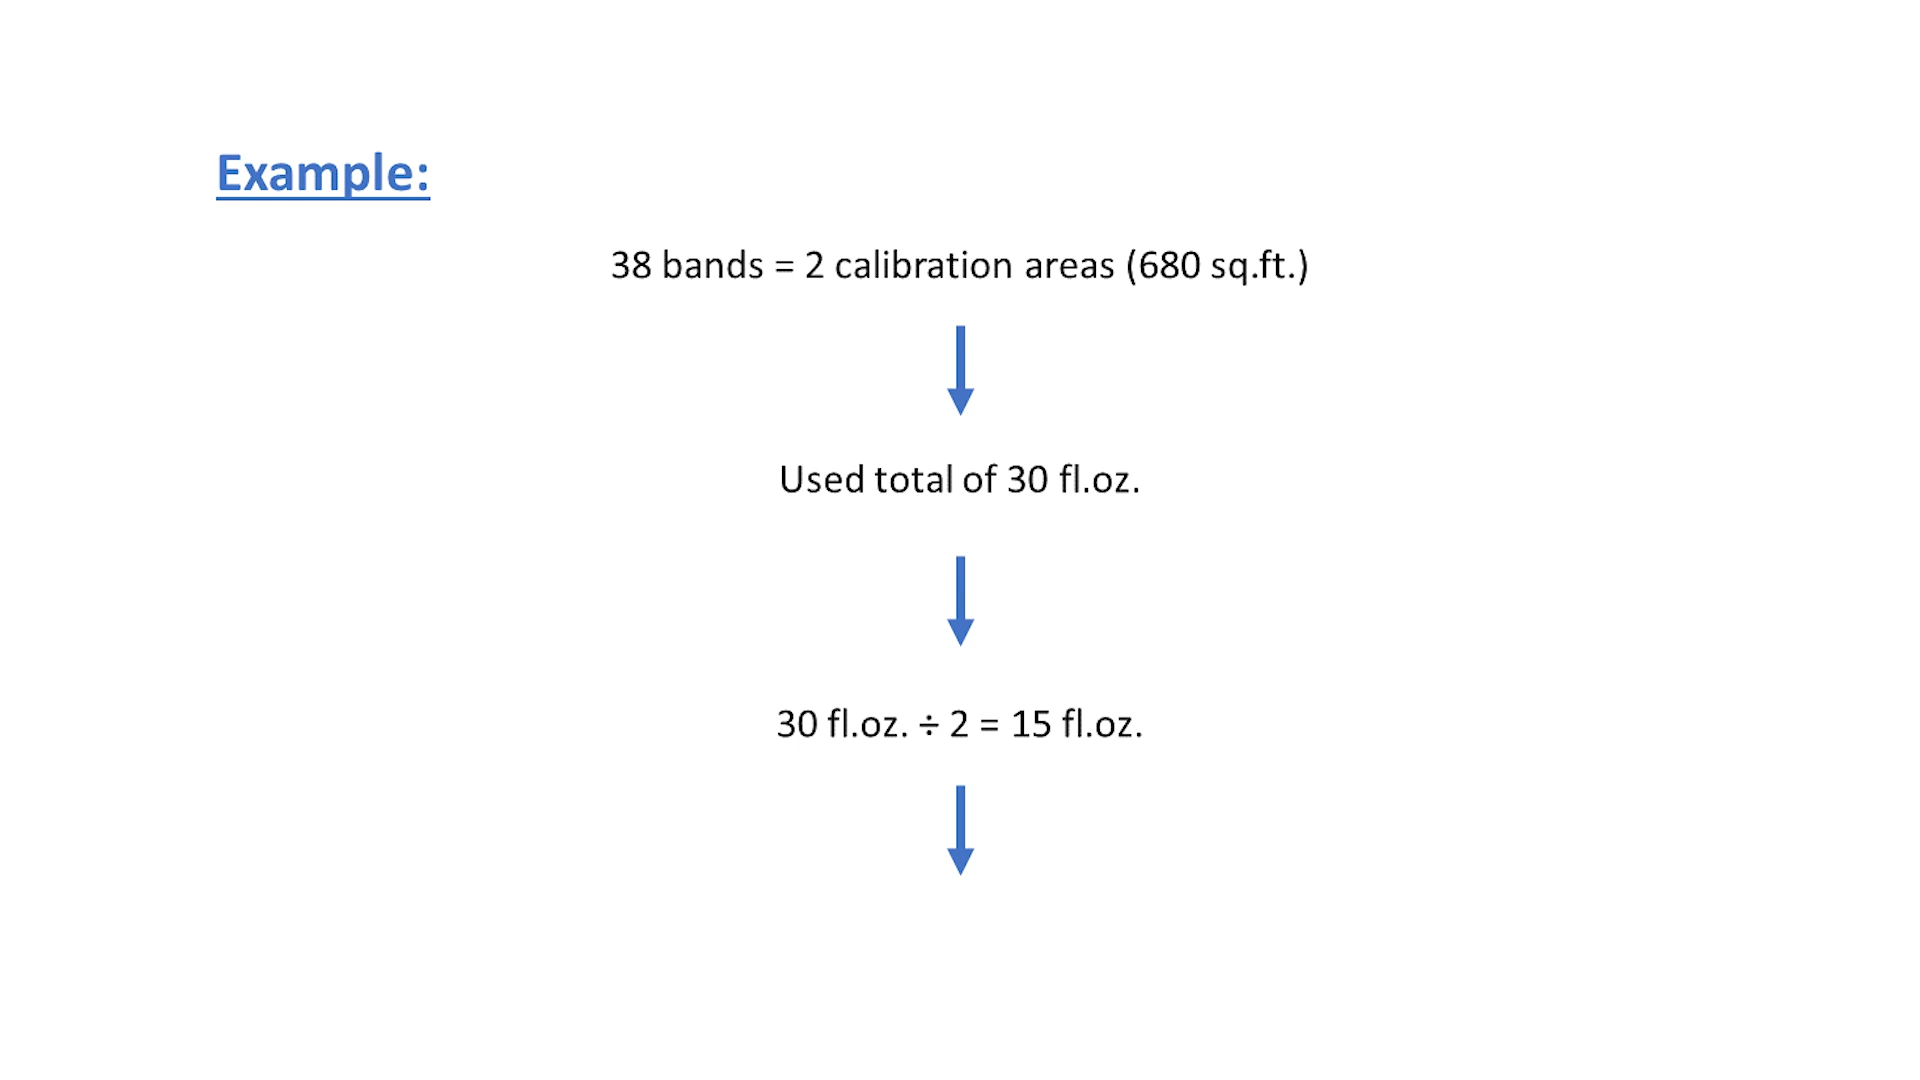 Example:
38 bands = 2 calibration areas (680 sq.ft.)
Used total of 30 fl.oz.
30 fl.oz. ÷ 2 = 15 fl.oz.